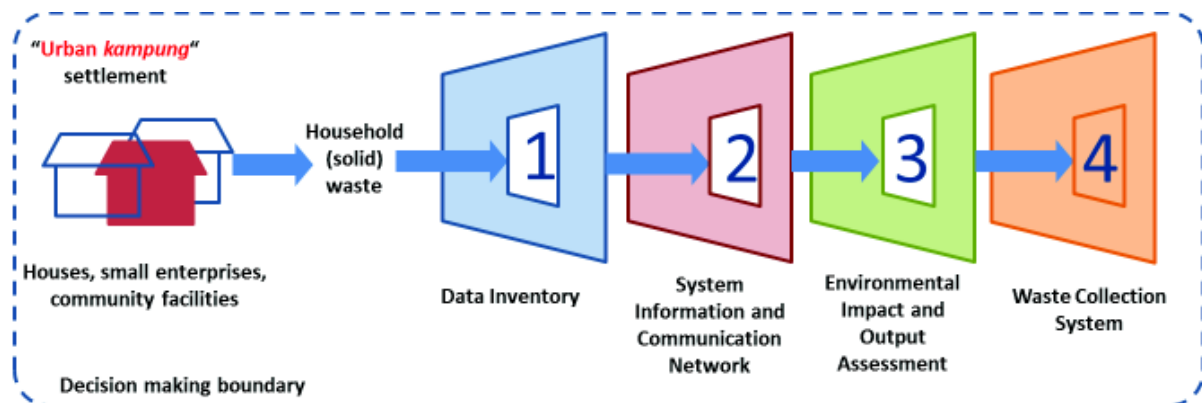 “Urban kampung“
settlement
Houses, small enterprises,
community facilities
Decision making boundary
Household
(solid)
waste
1
Data Inventory
2
System
Information and
Communication
Network
3
Environmental
Impact and
Output
Assessment
4
Waste Collection
System